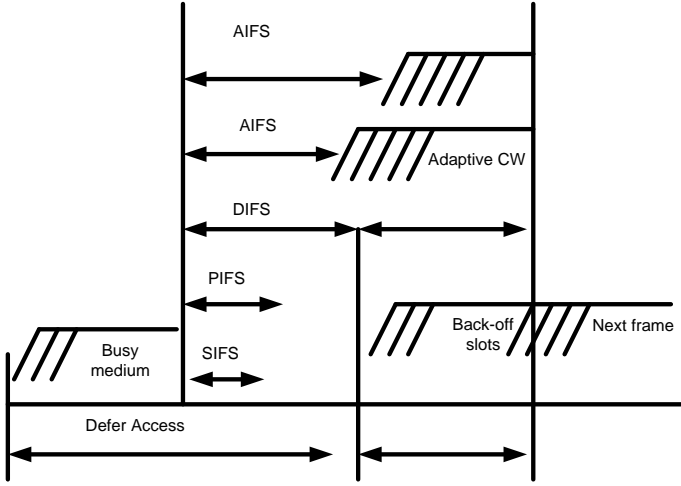 AIFS
AIFS
Adaptive CW
DIFS
PIFS
Back-off
slots
Next frame
Busy
medium
SIFS
Defer Access